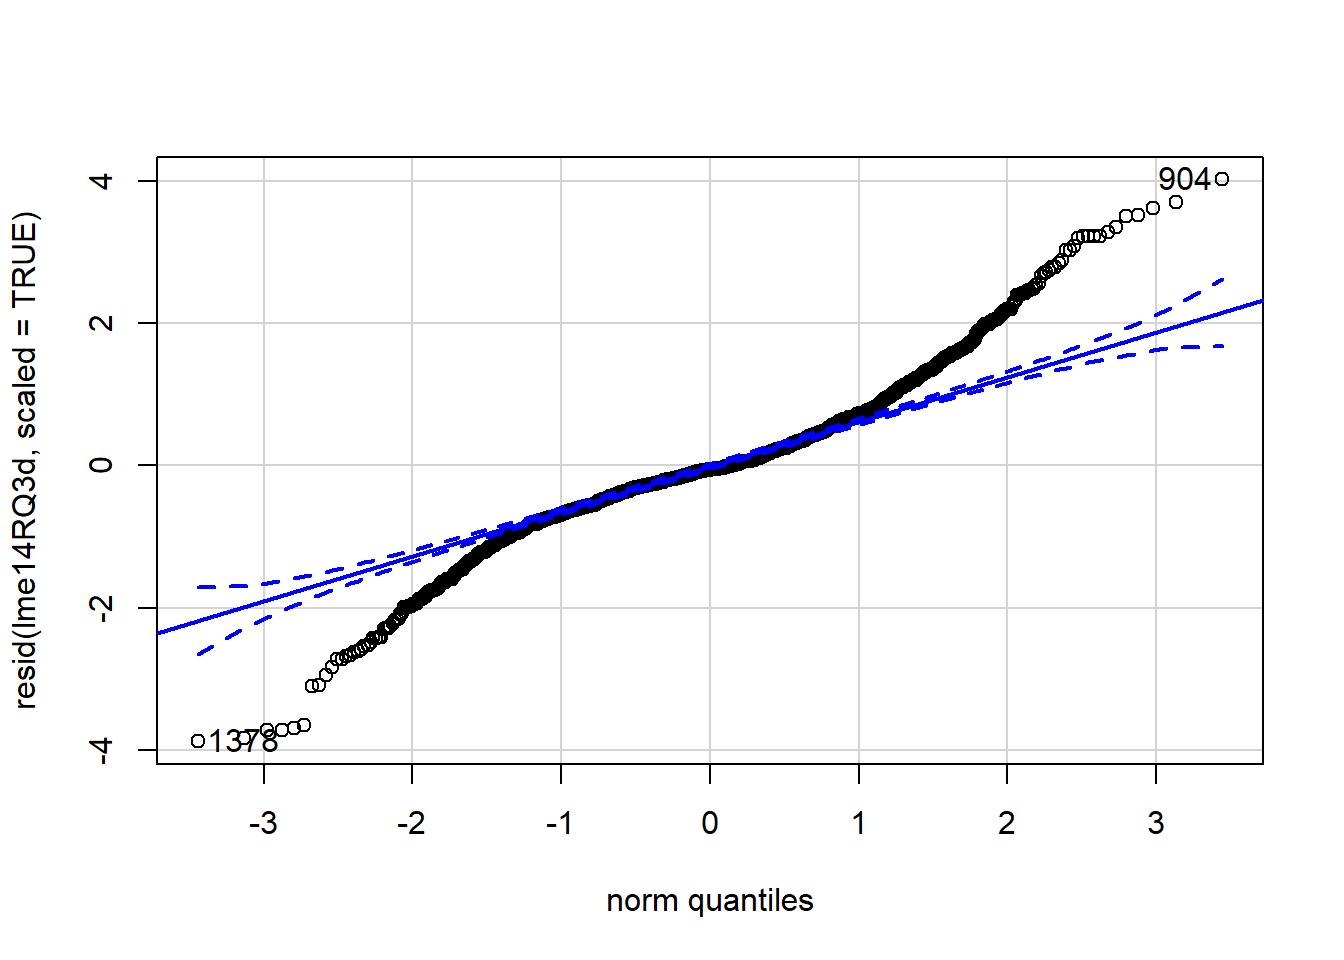 resid(lme14RQ3d, scaled = TRUE)
4
2
0
-2
-4
904
1378
-3 -2 -1 0 1 2 3
norm quantiles